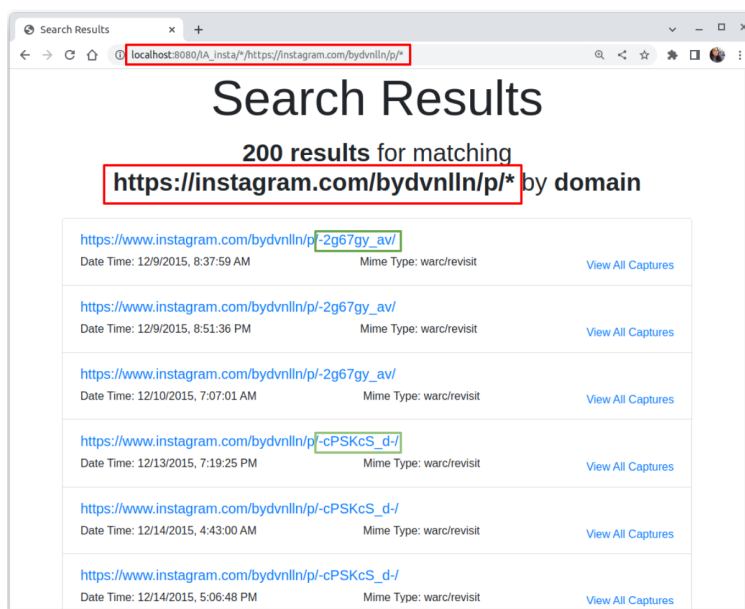 Search Results
localhost:8080/IA_insta/*/https://instagram.com/bydvnlln/p/*
Search Results
200 results for matching
https://instagram.com/bydvnlln/p/* by domain
https://www.instagram.com/bydvnlln/p/-2g67gy_av/
Date Time: 12/9/2015, 8:37:59 AM Mime Type: warc/revisit View All Captures
https://www.instagram.com/bydvnlln/p/-2g67gy_av/
Date Time: 12/9/2015, 8:51:36 PM Mime Type: warc/revisit View All Captures
https://www.instagram.com/bydvnlln/p/-2g67gy_av/
Date Time: 12/10/2015, 7:07:01 AM Mime Type: warc/revisit View All Captures
https://www.instagram.com/bydvnlln/p/-cPSKcS_d-/
Date Time: 12/13/2015, 7:19:25 PM Mime Type: warc/revisit View All Captures
https://www.instagram.com/bydvnlln/p/-cPSKcS_d-/
Date Time: 12/14/2015, 4:43:00 AM Mime Type: warc/revisit View All Captures
https://www.instagram.com/bydvnlln/p/-cPSKcS_d-/
Date Time: 12/14/2015, 5:06:48 PM Mime Type: warc/revisit View All Captures